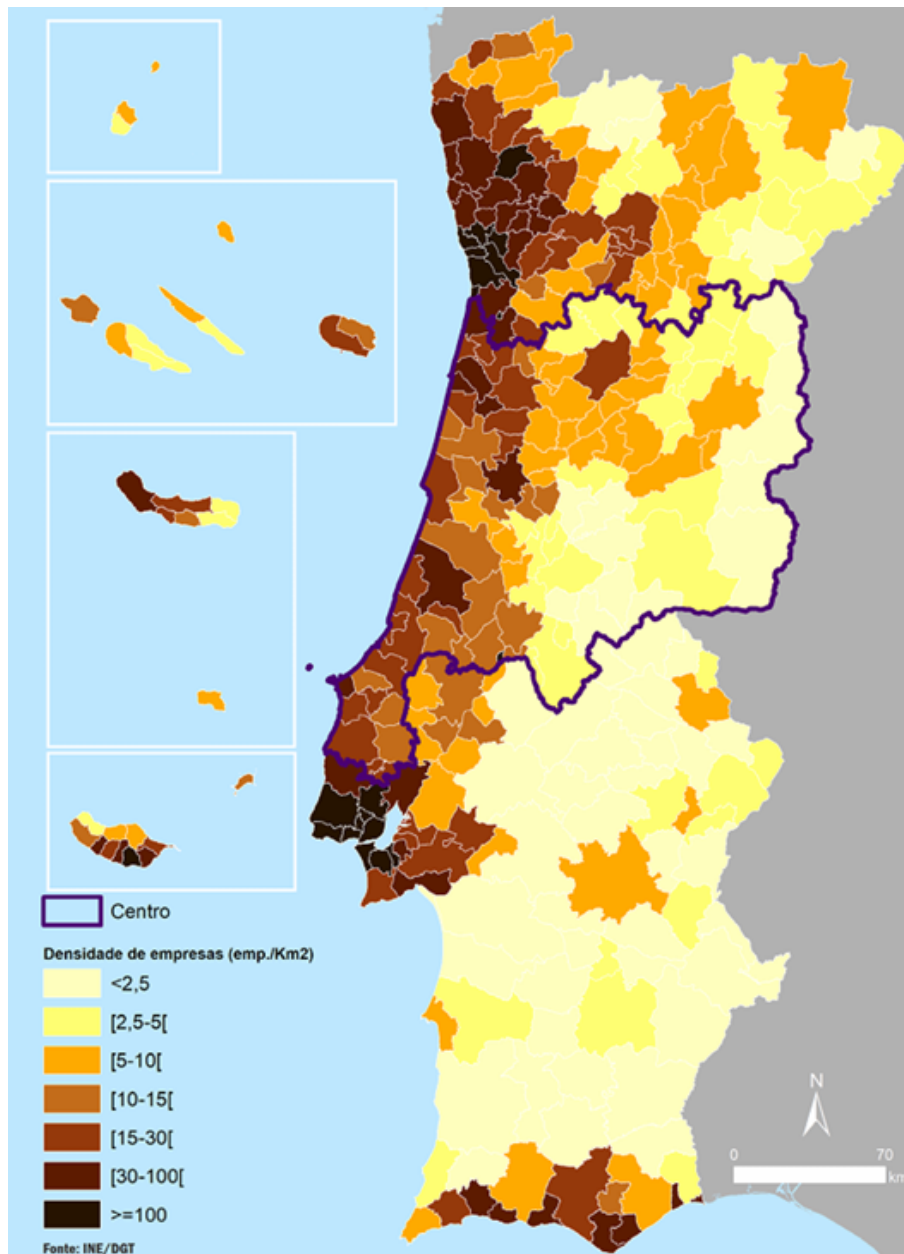 Centro
Densidade de empresas (emp./Km2)
<2,5
[2,5-5[
[5-10[
[10-15[
[15-30[
[30-100[
>=100
Fonte: INE/DGT
N
0 70
km